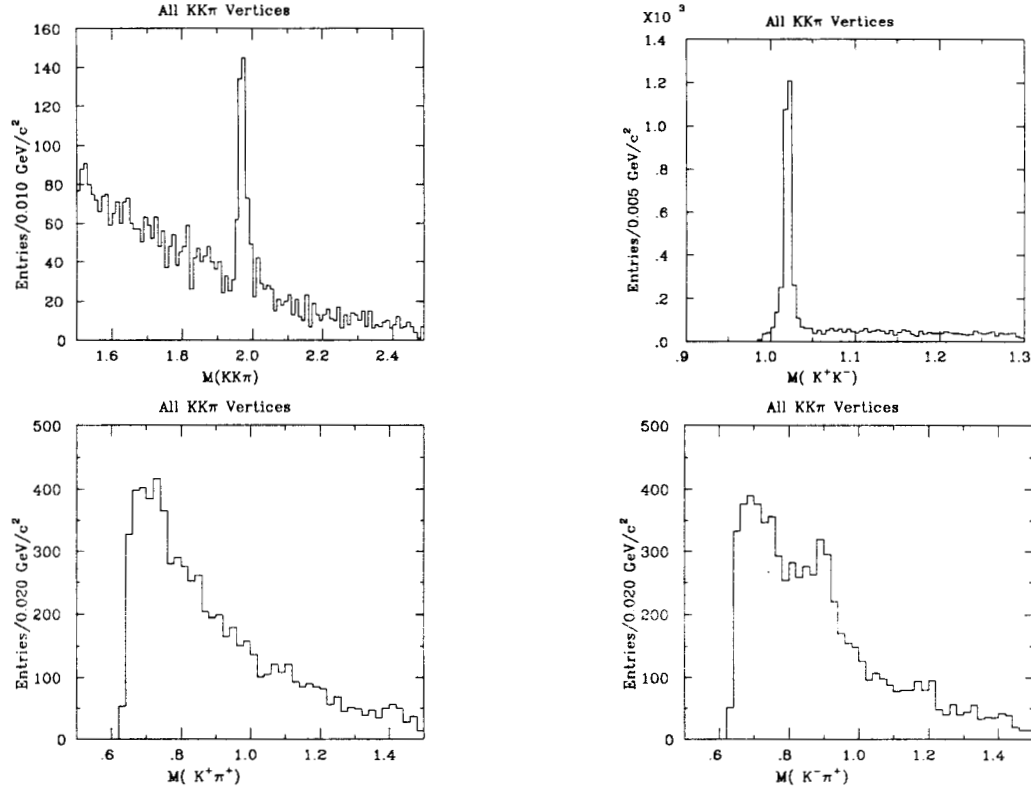 All KKπ Vertices
160
140
120
100
80
60
40
20
0
Entries/0.010 GeV/c²
1.6 1.8 2.0 2.2 2.4
M(KKπ)
X10 ³
All KKπ Vertices
1.4
1.2
1.0
.8
.6
.4
.2
.0
Entries/0.005 GeV/c²
.9 1.0 1.1 1.2 1.3
M( K⁺K⁻)
All KKπ Vertices
500
400
300
200
100
0
Entries/0.020 GeV/c²
.6 .8 1.0 1.2 1.4
M( K⁺π⁺)
All KKπ Vertices
500
400
300
200
100
0
Entries/0.020 GeV/c²
.6 .8 1.0 1.2 1.4
M( K⁻π⁺)